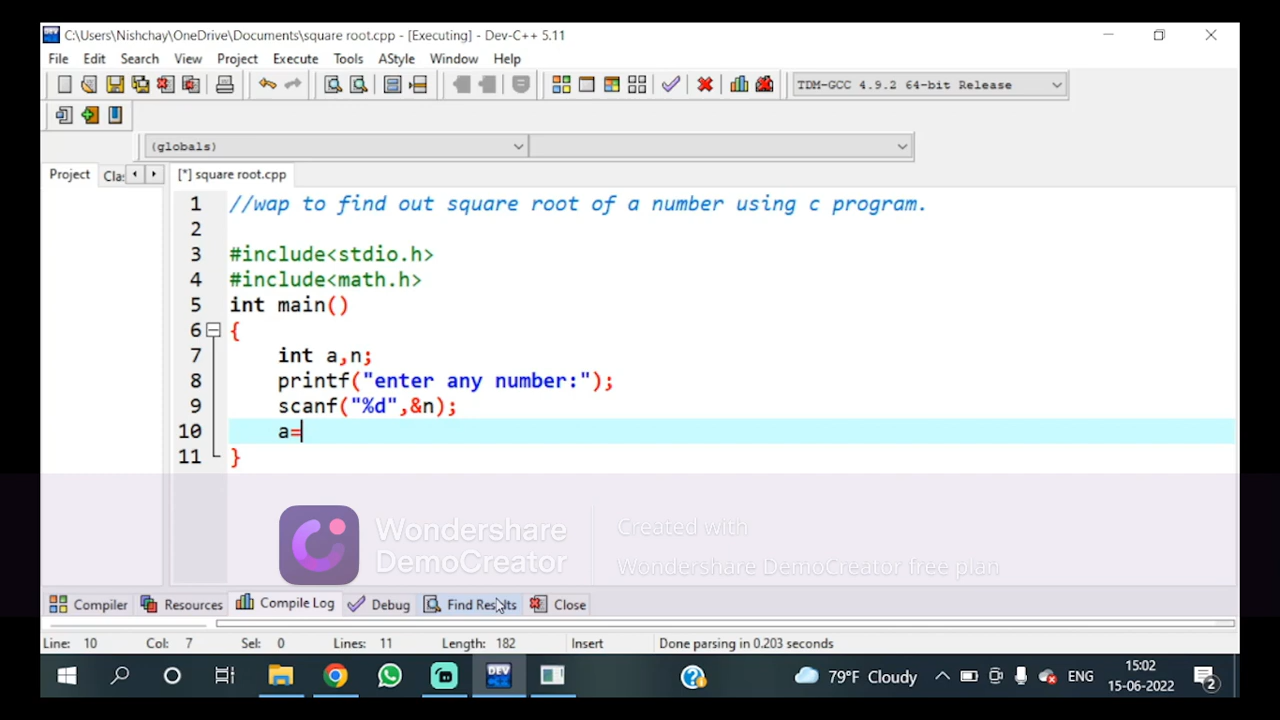 C:\Users\Nishchay\OneDrive\Documents\square root.cpp - [Executing] - Dev-C++ 5.11
File Edit Search View Project Execute Tools AStyle Window Help
TDM-GCC 4.9.2 64-bit Release
(globals)
Project Clas [*] square root.cpp
1 //wap to find out square root of a number using c program.
2
3 #include<stdio.h>
4 #include<math.h>
5 int main()
6 {
7 int a,n;
8 printf("enter any number:");
9 scanf("%d",&n);
10 a=
11 }
Wondershare DemoCreator
Created with
Wondershare DemoCreator free plan
Compiler Resources Compile Log Debug Find Results Close
Line: 10 Col: 7 Sel: 0 Lines: 11 Length: 182 Insert Done parsing in 0.203 seconds
DEV 79°F Cloudy ENG 15:02
15-06-2022 2